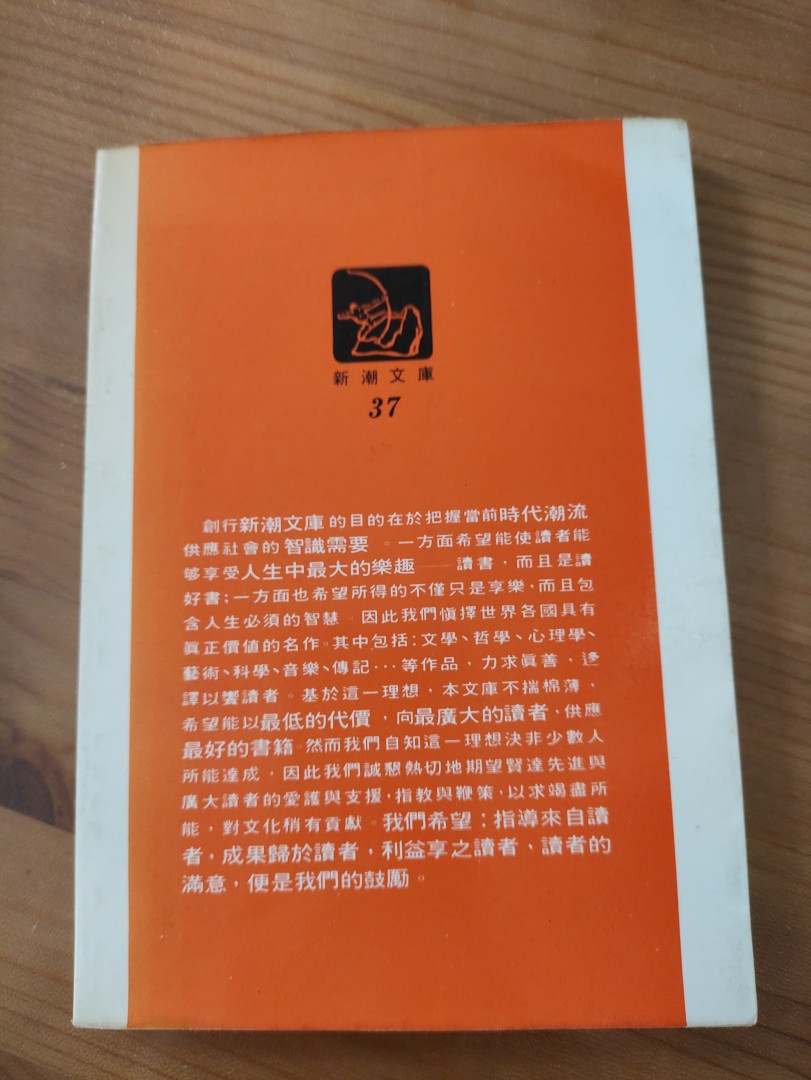 新潮文庫
37
創行新潮文庫的目的在於把握當前時代潮流
供應社會的智識需要。一方面希望能使讀者能
够享受人生中最大的樂趣——讀書,而且是讀
好書;一方面也希望所得的不僅只是享樂,而且包
含人生必須的智慧。因此我們愼擇世界各國具有
眞正價値的名作。其中包括:文學、哲學、心理學、
藝術、科學、音樂、傳記…等作品,力求眞善,迻
譯以饗讀者。基於這一理想,本文庫不揣棉薄,
希望能以最低的代價,向最廣大的讀者、供應
最好的書籍。然而我們自知這一理想決非少數人
所能達成,因此我們誠懇熱切地期望賢達先進與
廣大讀者的愛護與支援,指教與鞭策,以求竭盡所
能,對文化稍有貢獻。我們希望:指導來自讀
者,成果歸於讀者,利益享之讀者、讀者的
滿意,便是我們的鼓勵。